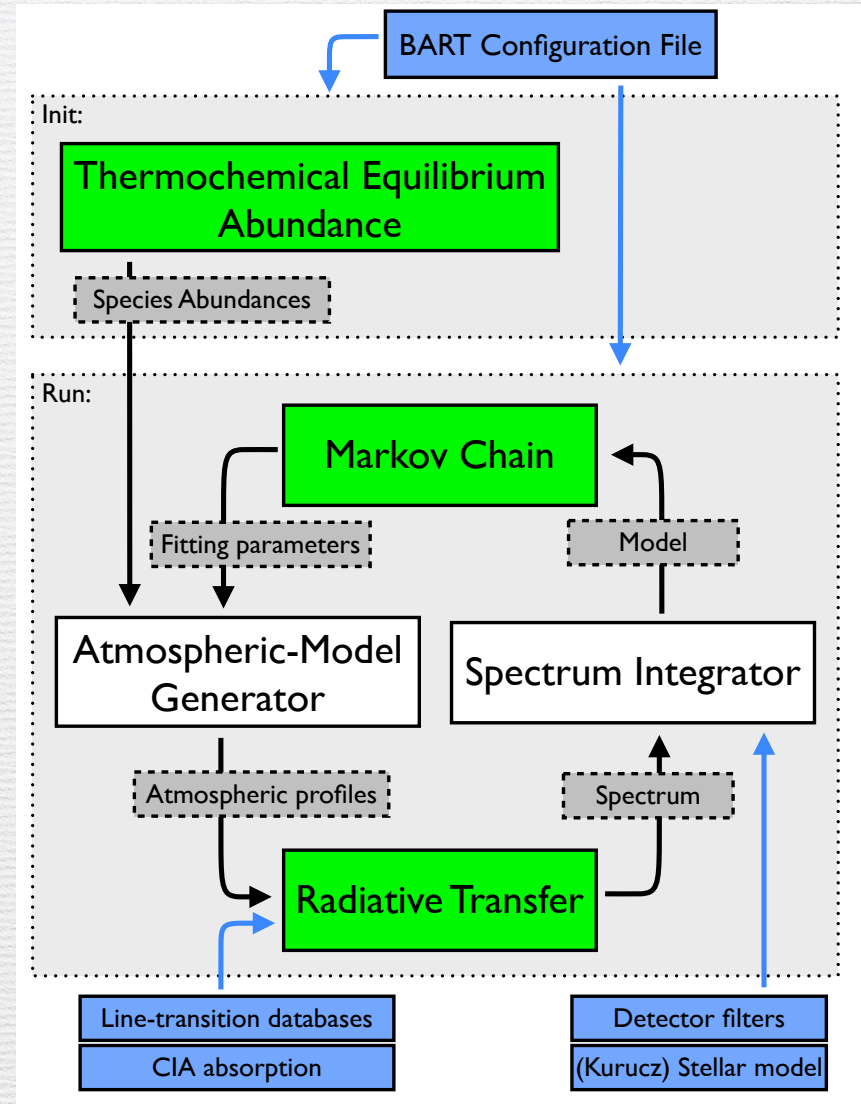 BART Configuration File
Init:
Thermochemical Equilibrium
Abundance
Species Abundances
Run:
Markov Chain
Fitting parameters
Model
Atmospheric-Model
Generator
Spectrum Integrator
Atmospheric profiles
Spectrum
Radiative Transfer
Line-transition databases
CIA absorption
Detector filters
(Kurucz) Stellar model